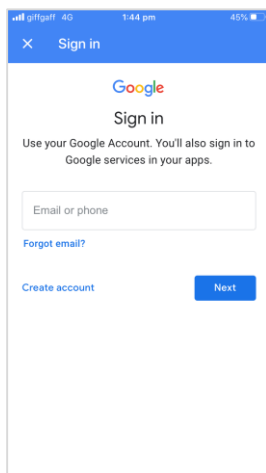 giffgaff 4G 1:44 pm 45%
× Sign in
Google
Sign in
Use your Google Account. You'll also sign in to
Google services in your apps.
Email or phone
Forgot email?
Create account Next